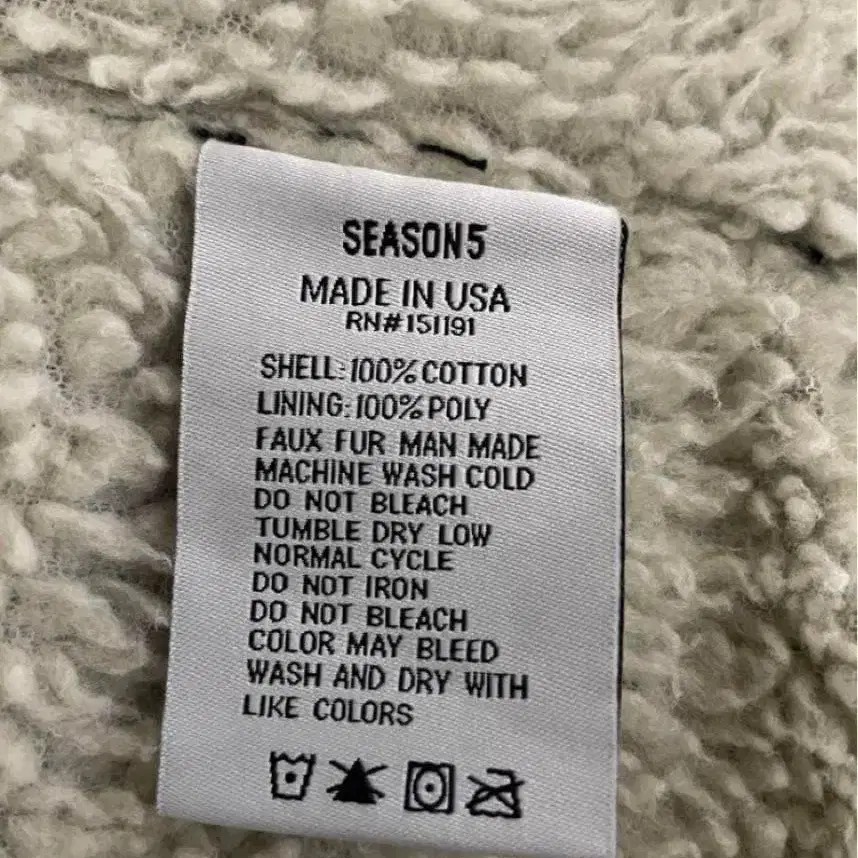 SEASON5
MADE IN USA
RN#151191
SHELL:100%COTTON
LINING:100%POLY
FAUX FUR MAN MADE
MACHINE WASH COLD
DO NOT BLEACH
TUMBLE DRY LOW
NORMAL CYCLE
DO NOT IRON
DO NOT BLEACH
COLOR MAY BLEED
WASH AND DRY WITH
LIKE COLORS